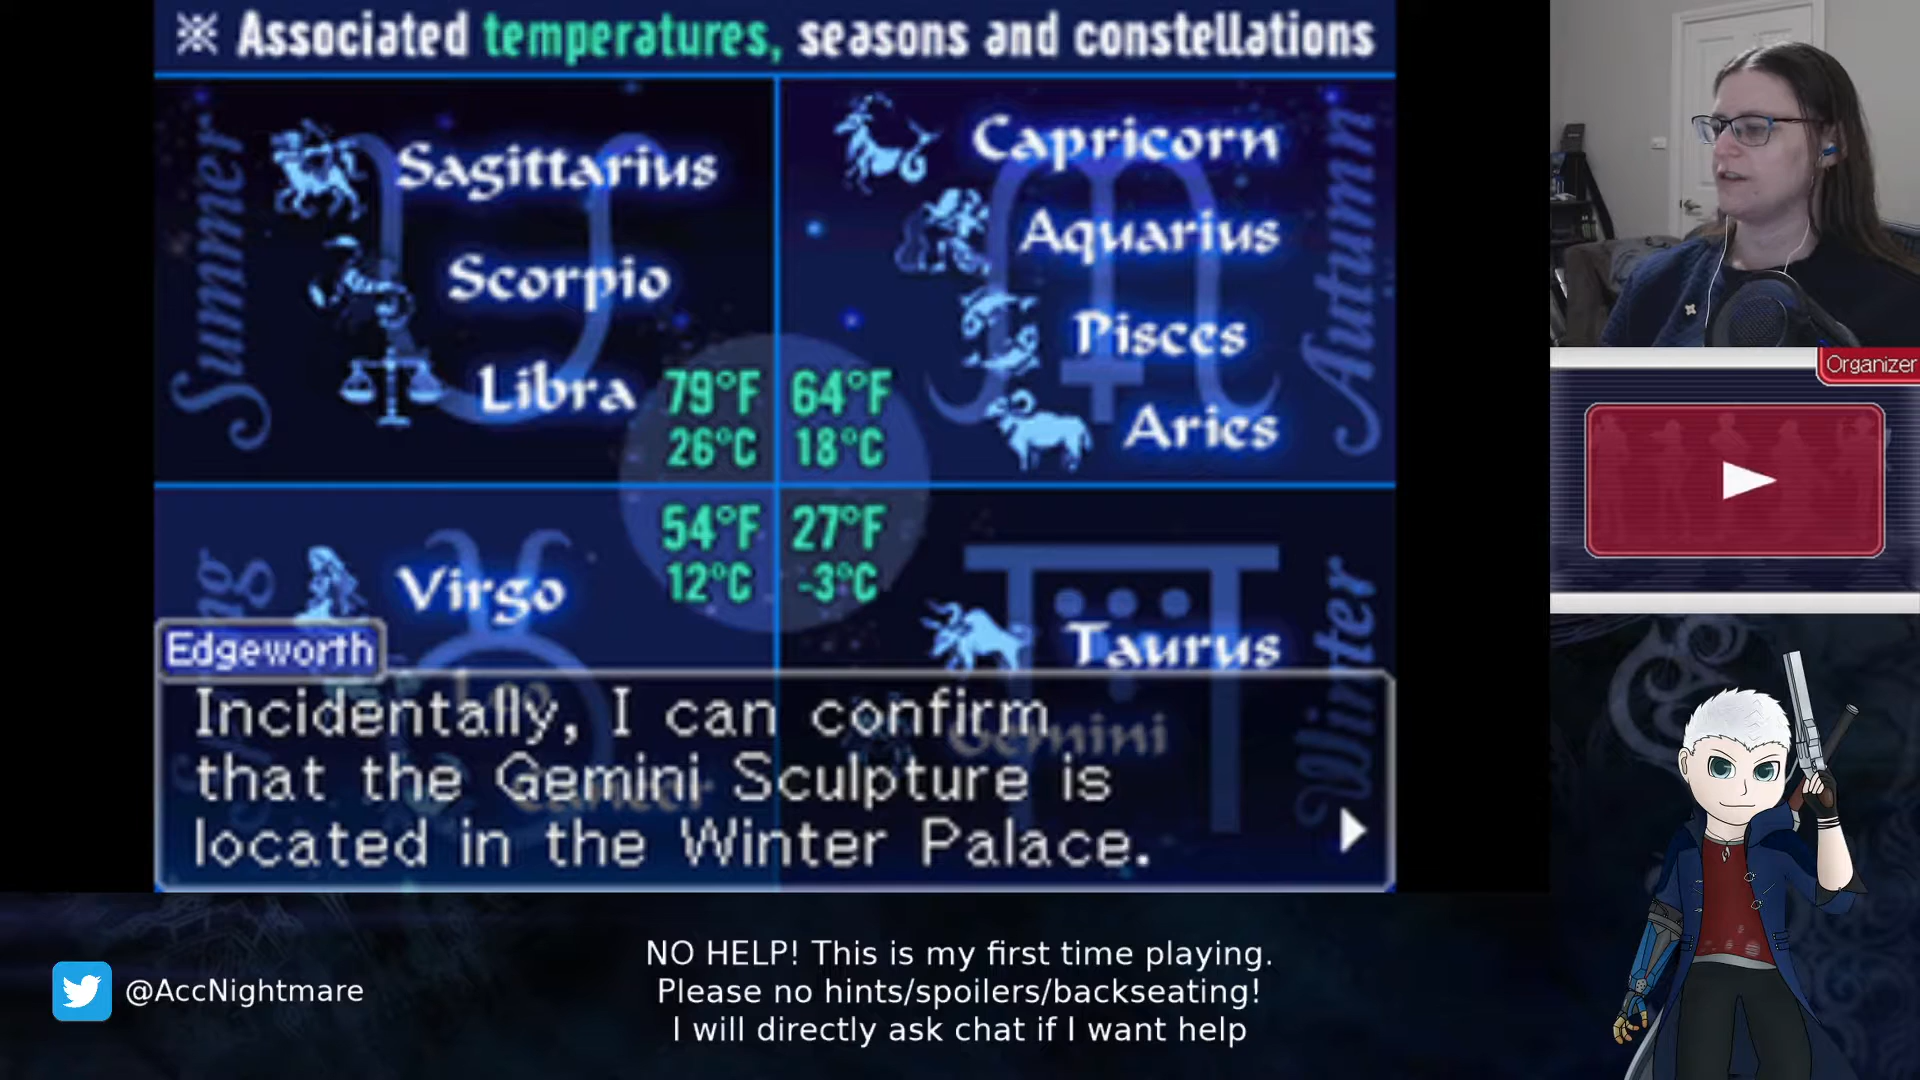 ※ Associated temperatures, seasons and constellations
Summer
Sagittarius
Scorpio
Libra
79°F
26°C
Capricorn
Aquarius
Pisces
Aries
64°F
18°C
Autumn
Virgo
54°F
12°C
27°F
-3°C
Taurus
Gemini
Winter
Edgeworth
Incidentally, I can confirm
that the Gemini Sculpture is
located in the Winter Palace.
Organizer
@AccNightmare
NO HELP! This is my first time playing.
Please no hints/spoilers/backseating!
I will directly ask chat if I want help